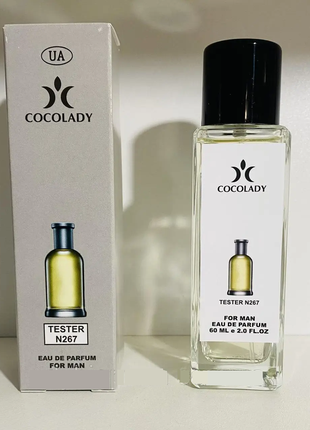 UA
COCOLADY
TESTER
N267
EAU DE PARFUM
FOR MAN
COCOLADY
TESTER N267
FOR MAN
EAU DE PARFUM
60 ML e 2.0 FL.OZ